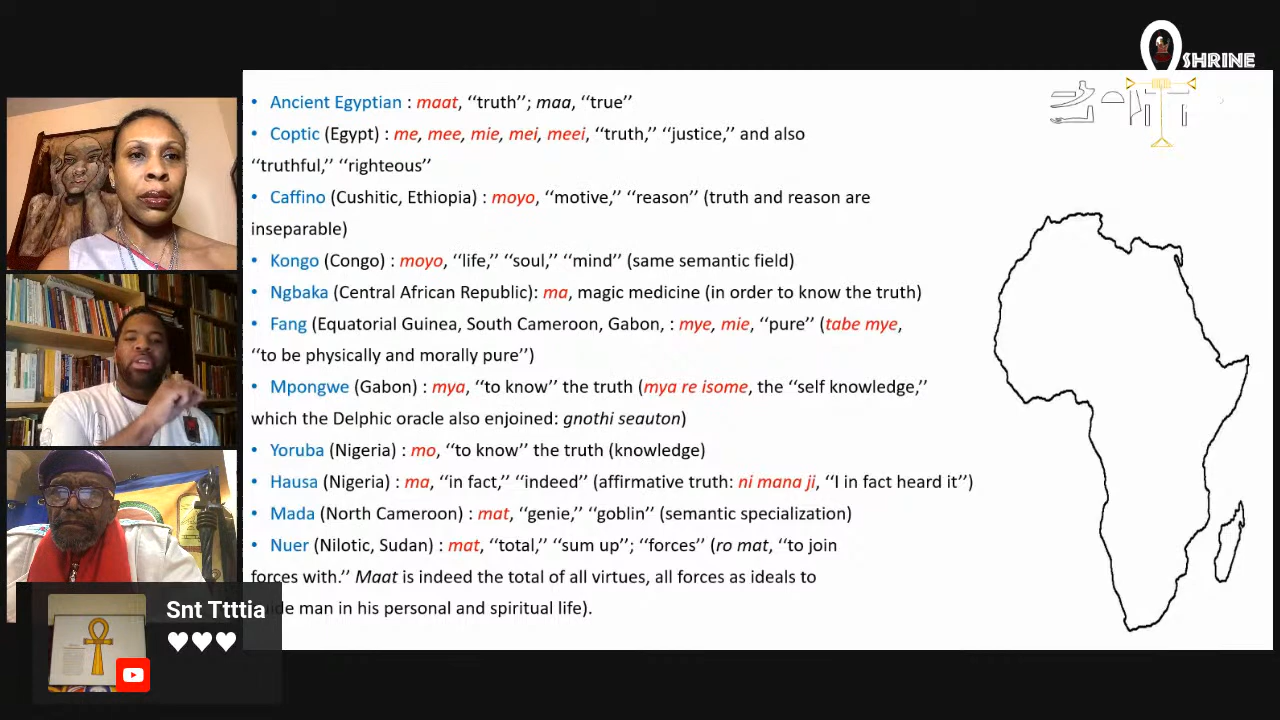 SHRINE
• Ancient Egyptian : maat, “truth”; maa, “true”
• Coptic (Egypt) : me, mee, mie, mei, meei, “truth,” “justice,” and also
“truthful,” “righteous”
• Caffino (Cushitic, Ethiopia) : moyo, “motive,” “reason” (truth and reason are
inseparable)
• Kongo (Congo) : moyo, “life,” “soul,” “mind” (same semantic field)
• Ngbaka (Central African Republic): ma, magic medicine (in order to know the truth)
• Fang (Equatorial Guinea, South Cameroon, Gabon, : mye, mie, “pure” (tabe mye,
“to be physically and morally pure”)
• Mpongwe (Gabon) : mya, “to know” the truth (mya re isome, the “self knowledge,”
which the Delphic oracle also enjoined: gnothi seauton)
• Yoruba (Nigeria) : mo, “to know” the truth (knowledge)
• Hausa (Nigeria) : ma, “in fact,” “indeed” (affirmative truth: ni mana ji, “I in fact heard it”)
• Mada (North Cameroon) : mat, “genie,” “goblin” (semantic specialization)
• Nuer (Nilotic, Sudan) : mat, “total,” “sum up”; “forces” (ro mat, “to join
forces with.” Maat is indeed the total of all virtues, all forces as ideals to
man in his personal and spiritual life).
Snt Ttttia
♥♥♥